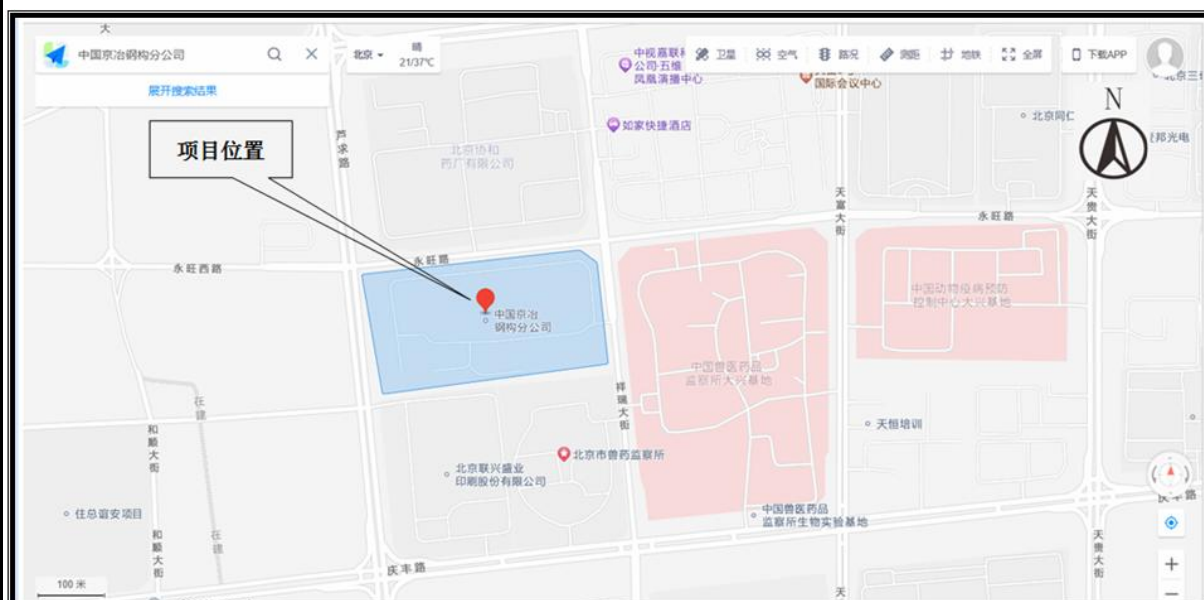 大
中国京冶钢构分公司
北京
晴
21/37°C
中视嘉联
公司·五维
凤凰演播中心
卫星
空气
路况
测距
地铁
全屏
下载APP
展开搜索结果
国际会议中心
北京三
N
北京同仁
邦光电
如家快捷酒店
项目位置
芦求路
北京协和
药厂有限公司
天富大街
天贵大街
永旺路
永旺西路
永旺路
中国京冶
钢构分公司
中国动物疫病预防
控制中心大兴基地
中国兽医药品
监察所大兴基地
祥瑞大街
在建
和顺大街
天恒培训
北京市兽药监察所
北京联兴盛业
印刷股份有限公司
住总谊安项目
中国兽医药品
监察所生物实验基地
庆丰路
和顺大街
在建
天贵大街
庆丰路
100 米
天